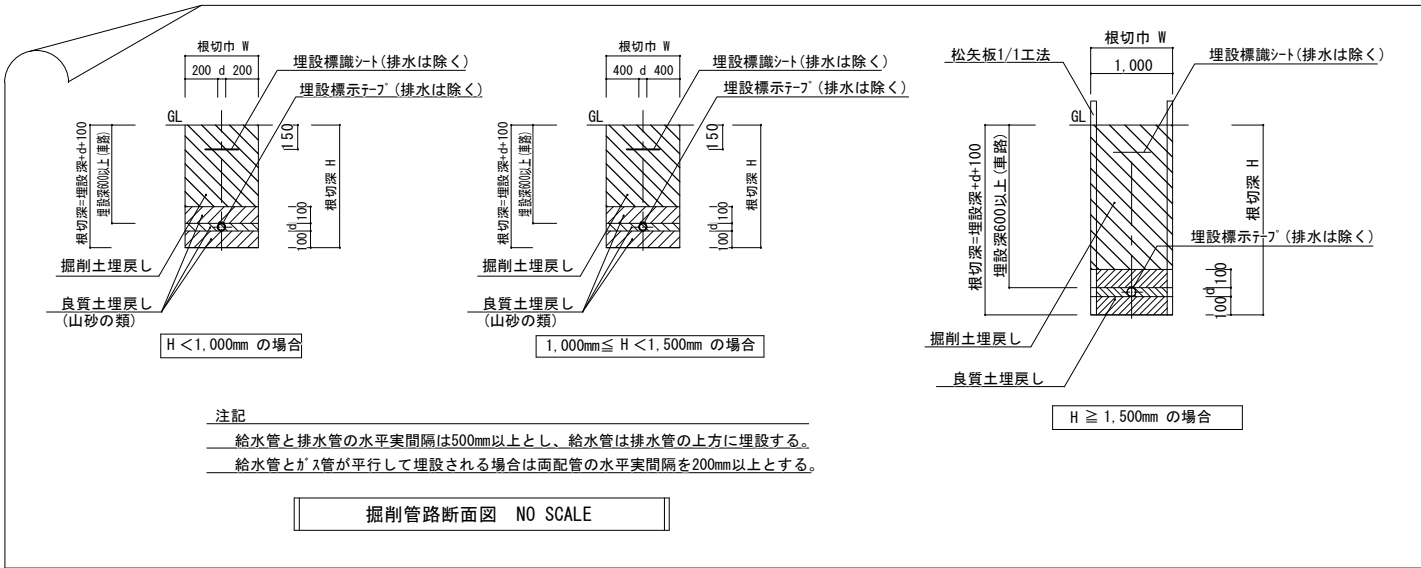 根切巾 W
200 d 200
埋設標識シート(排水は除く)
埋設標示テープ(排水は除く)
GL
150
根切深=埋設深+d+100
埋設深600以上(車路)
根切深 H
100
d
100
掘削土埋戻し
良質土埋戻し
(山砂の類)
H <1,000mm の場合
根切巾 W
400 d 400
埋設標識シート(排水は除く)
埋設標示テープ(排水は除く)
GL
150
根切深=埋設深+d+100
埋設深600以上(車路)
根切深 H
100
d
100
掘削土埋戻し
良質土埋戻し
(山砂の類)
1,000mm≦ H <1,500mm の場合
根切巾 W
松矢板1/1工法
1,000
埋設標識シート(排水は除く)
GL
根切深=埋設深+d+100
埋設深600以上(車路)
根切深 H
埋設標示テープ(排水は除く)
100
d
100
掘削土埋戻し
良質土埋戻し
H ≧ 1,500mm の場合
注記
給水管と排水管の水平実間隔は500mm以上とし、給水管は排水管の上方に埋設する。
給水管とガス管が平行して埋設される場合は両配管の水平実間隔を200mm以上とする。
掘削管路断面図 NO SCALE